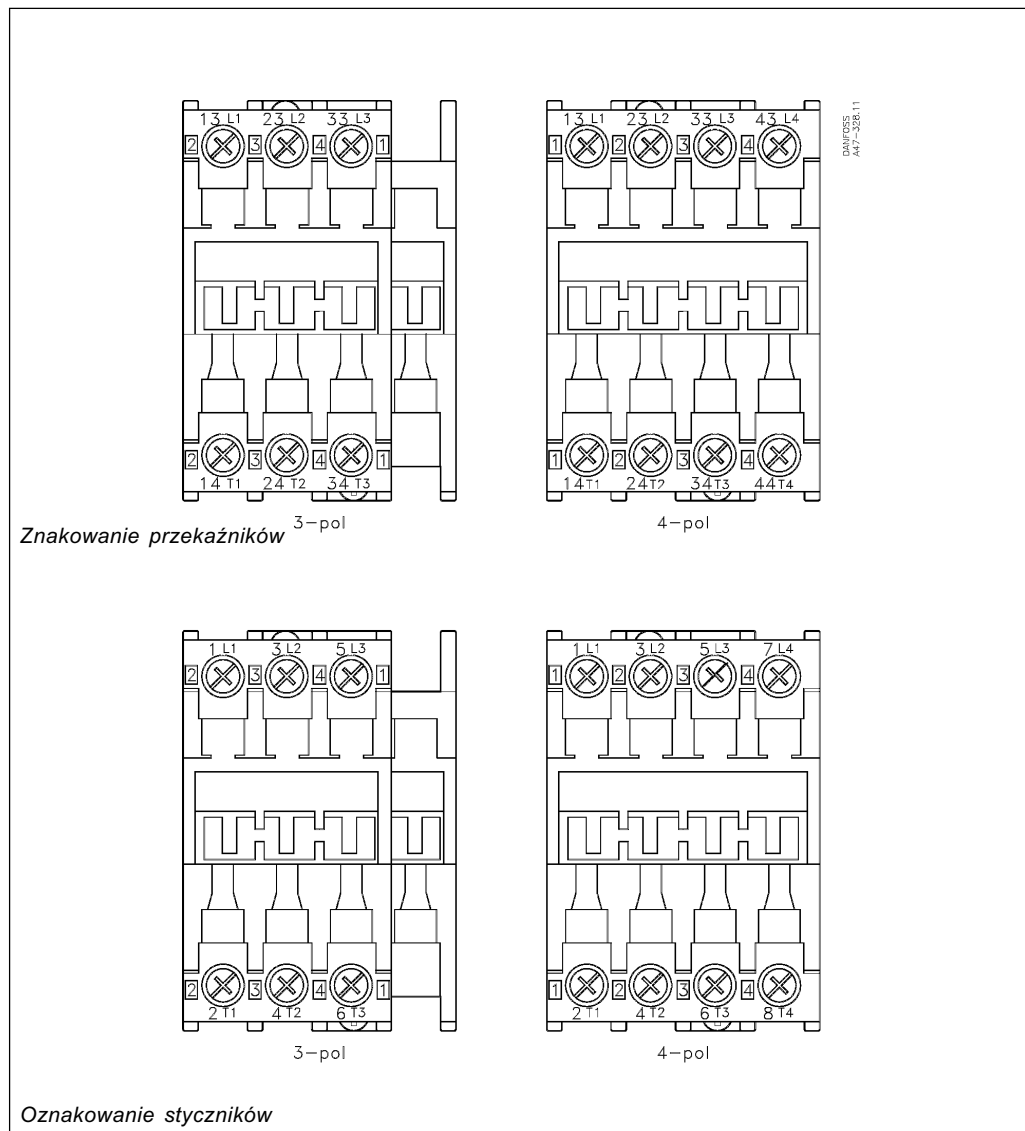 13 L1 23 L2 33 L3
2 3 4 1
2 3 4 1
14 T1 24 T2 34 T3
3-pol
13 L1 23 L2 33 L3 43 L4
1 2 3 4
1 2 3 4
14 T1 24 T2 34 T3 44 T4
4-pol
DANFOSS
A47-328.11
Znakowanie przekaźników
1 L1 3 L2 5 L3
2 3 4 1
2 3 4 1
2 T1 4 T2 6 T3
3-pol
1 L1 3 L2 5 L3 7 L4
1 2 3 4
1 2 3 4
2 T1 4 T2 6 T3 8 T4
4-pol
Oznakowanie styczników